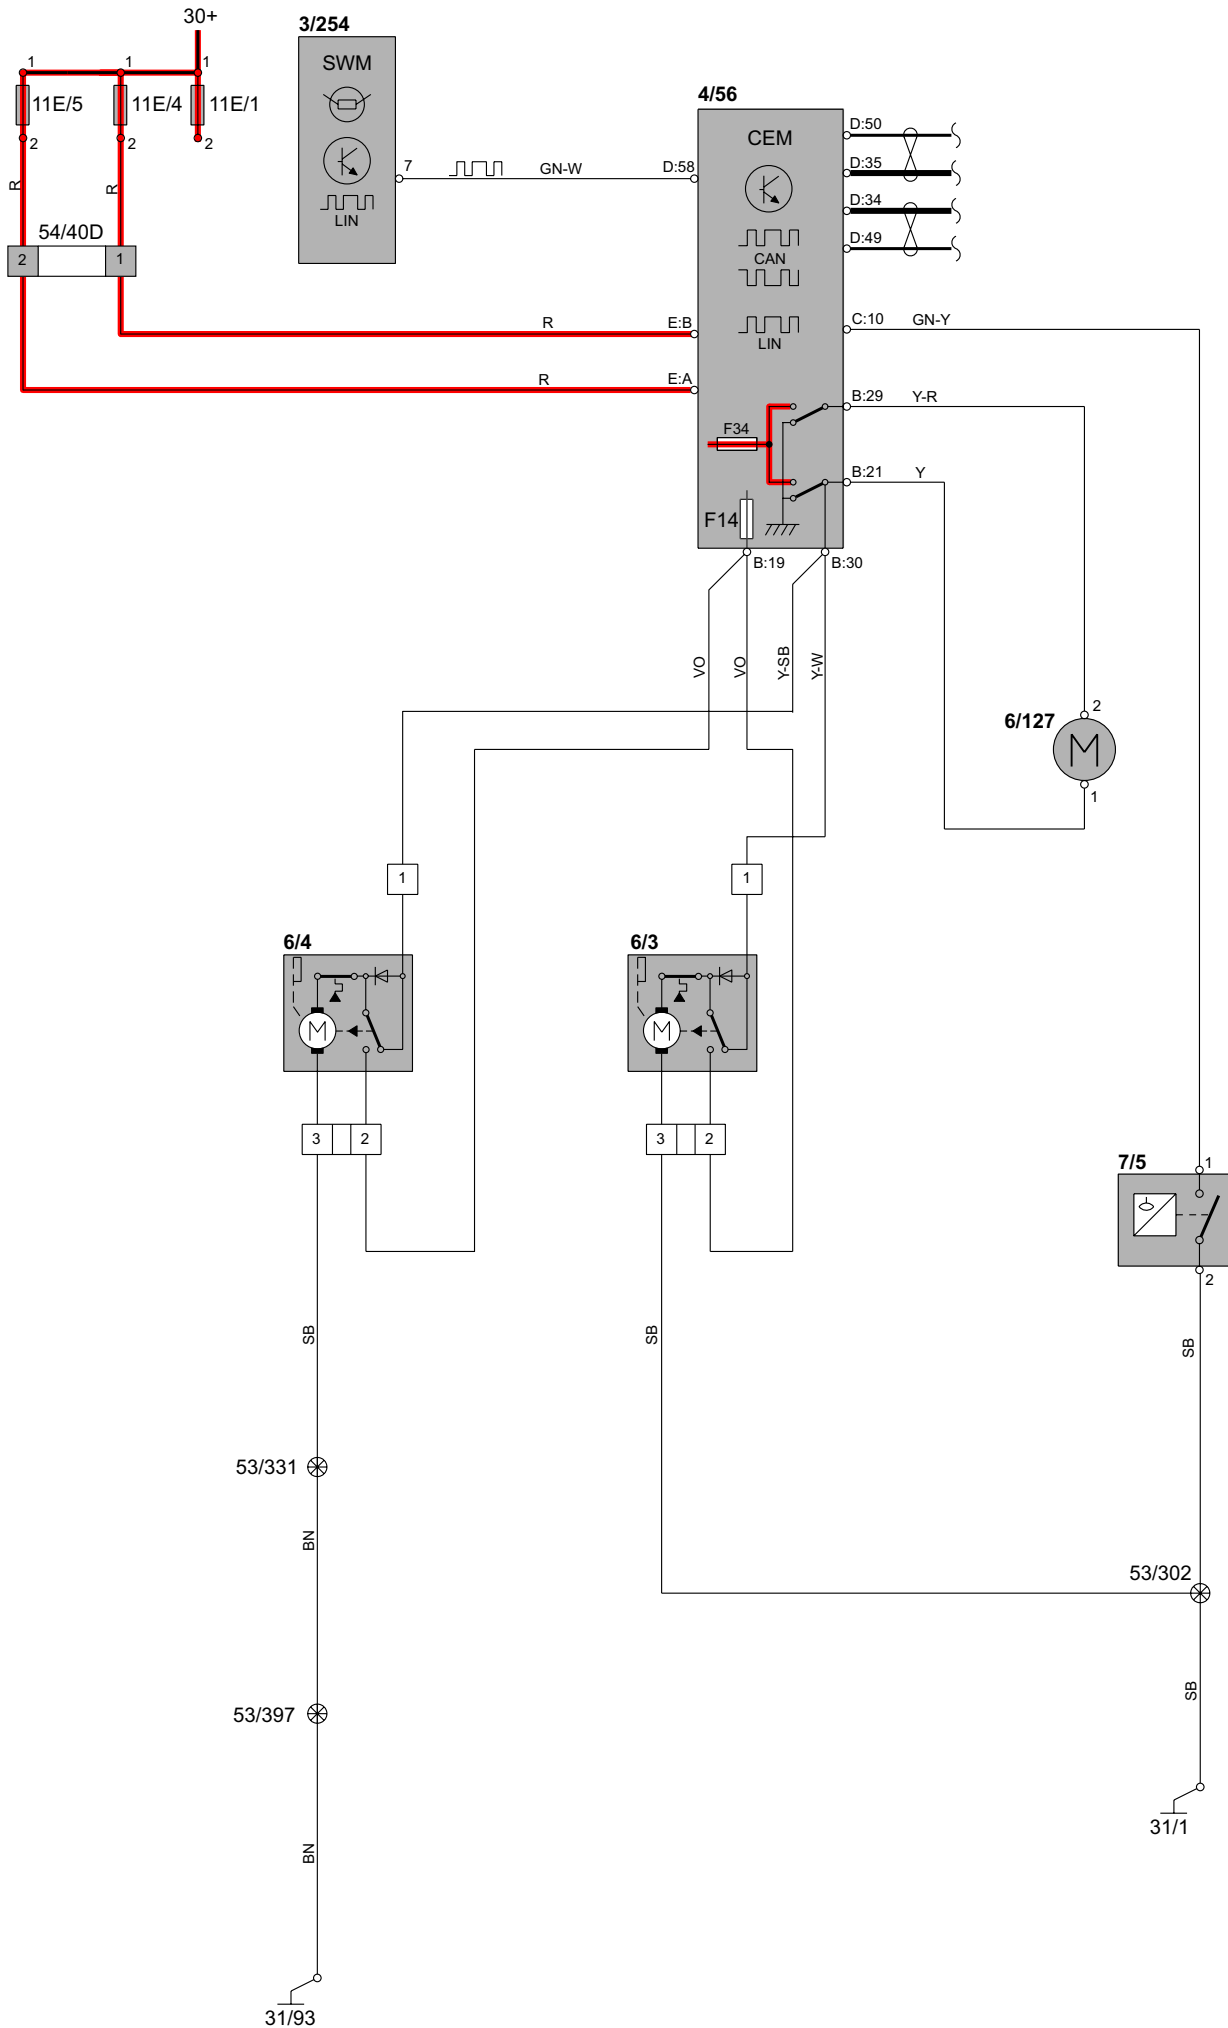 30+
3/254
1
1
1
SWM
11E/5
11E/4
11E/1
4/56
2
2
2
CEM
D:50
7
GN-W
D:58
D:35
R
R
D:34
LIN
54/40D
D:49
CAN
2
1
R
E:B
C:10
GN-Y
LIN
R
E:A
B:29
Y-R
F34
B:21
Y
F14
B:19
B:30
VO
VO
Y-SB
Y-W
2
6/127
M
1
1
1
6/4
6/3
M
M
3
2
3
2
7/5
1
2
SB
SB
SB
53/331
BN
53/302
SB
53/397
31/1
BN
31/93